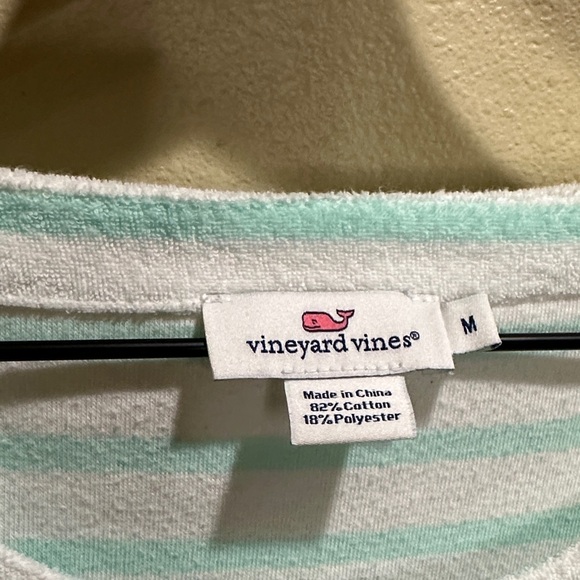 vineyard vines®
M
Made in China
82% Cotton
18% Polyester